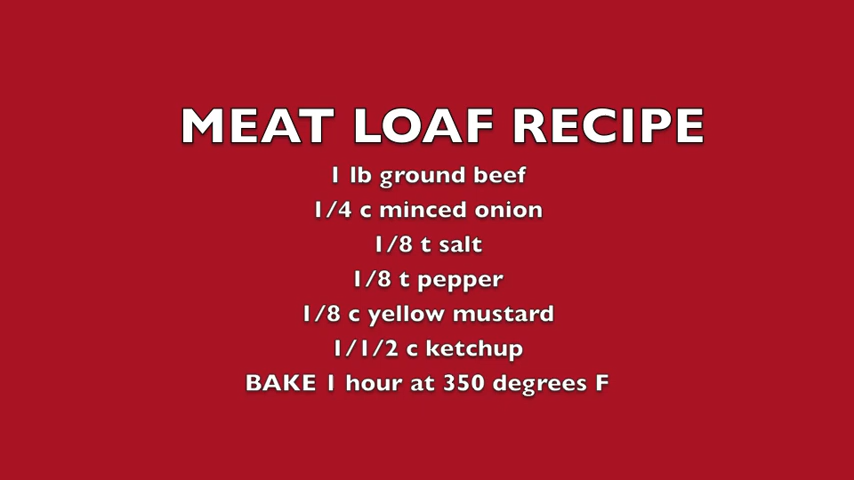 MEAT LOAF RECIPE
1 lb ground beef
1/4 c minced onion
1/8 t salt
1/8 t pepper
1/8 c yellow mustard
1/1/2 c ketchup
BAKE 1 hour at 350 degrees F